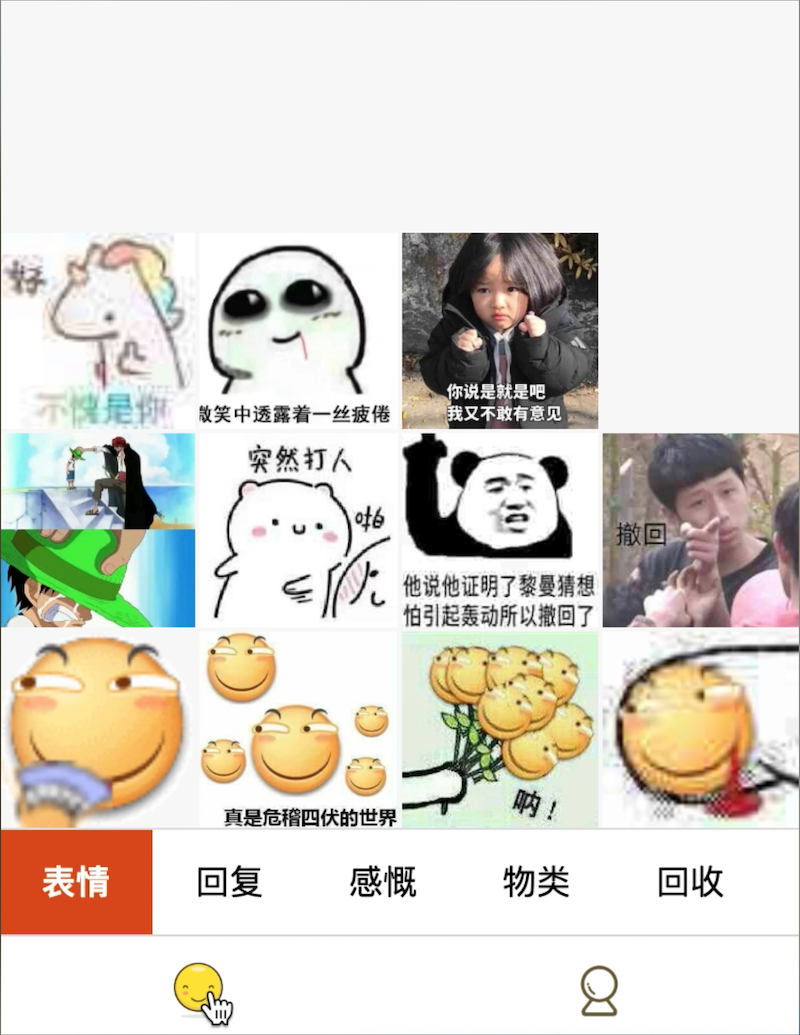 好
不愧是你
微笑中透露着一丝疲倦
你说是就是吧
我又不敢有意见
突然打人
啪
他说他证明了黎曼猜想
怕引起轰动所以撤回了
撤回
真是危稽四伏的世界
呐！
表情
回复
感慨
物类
回收